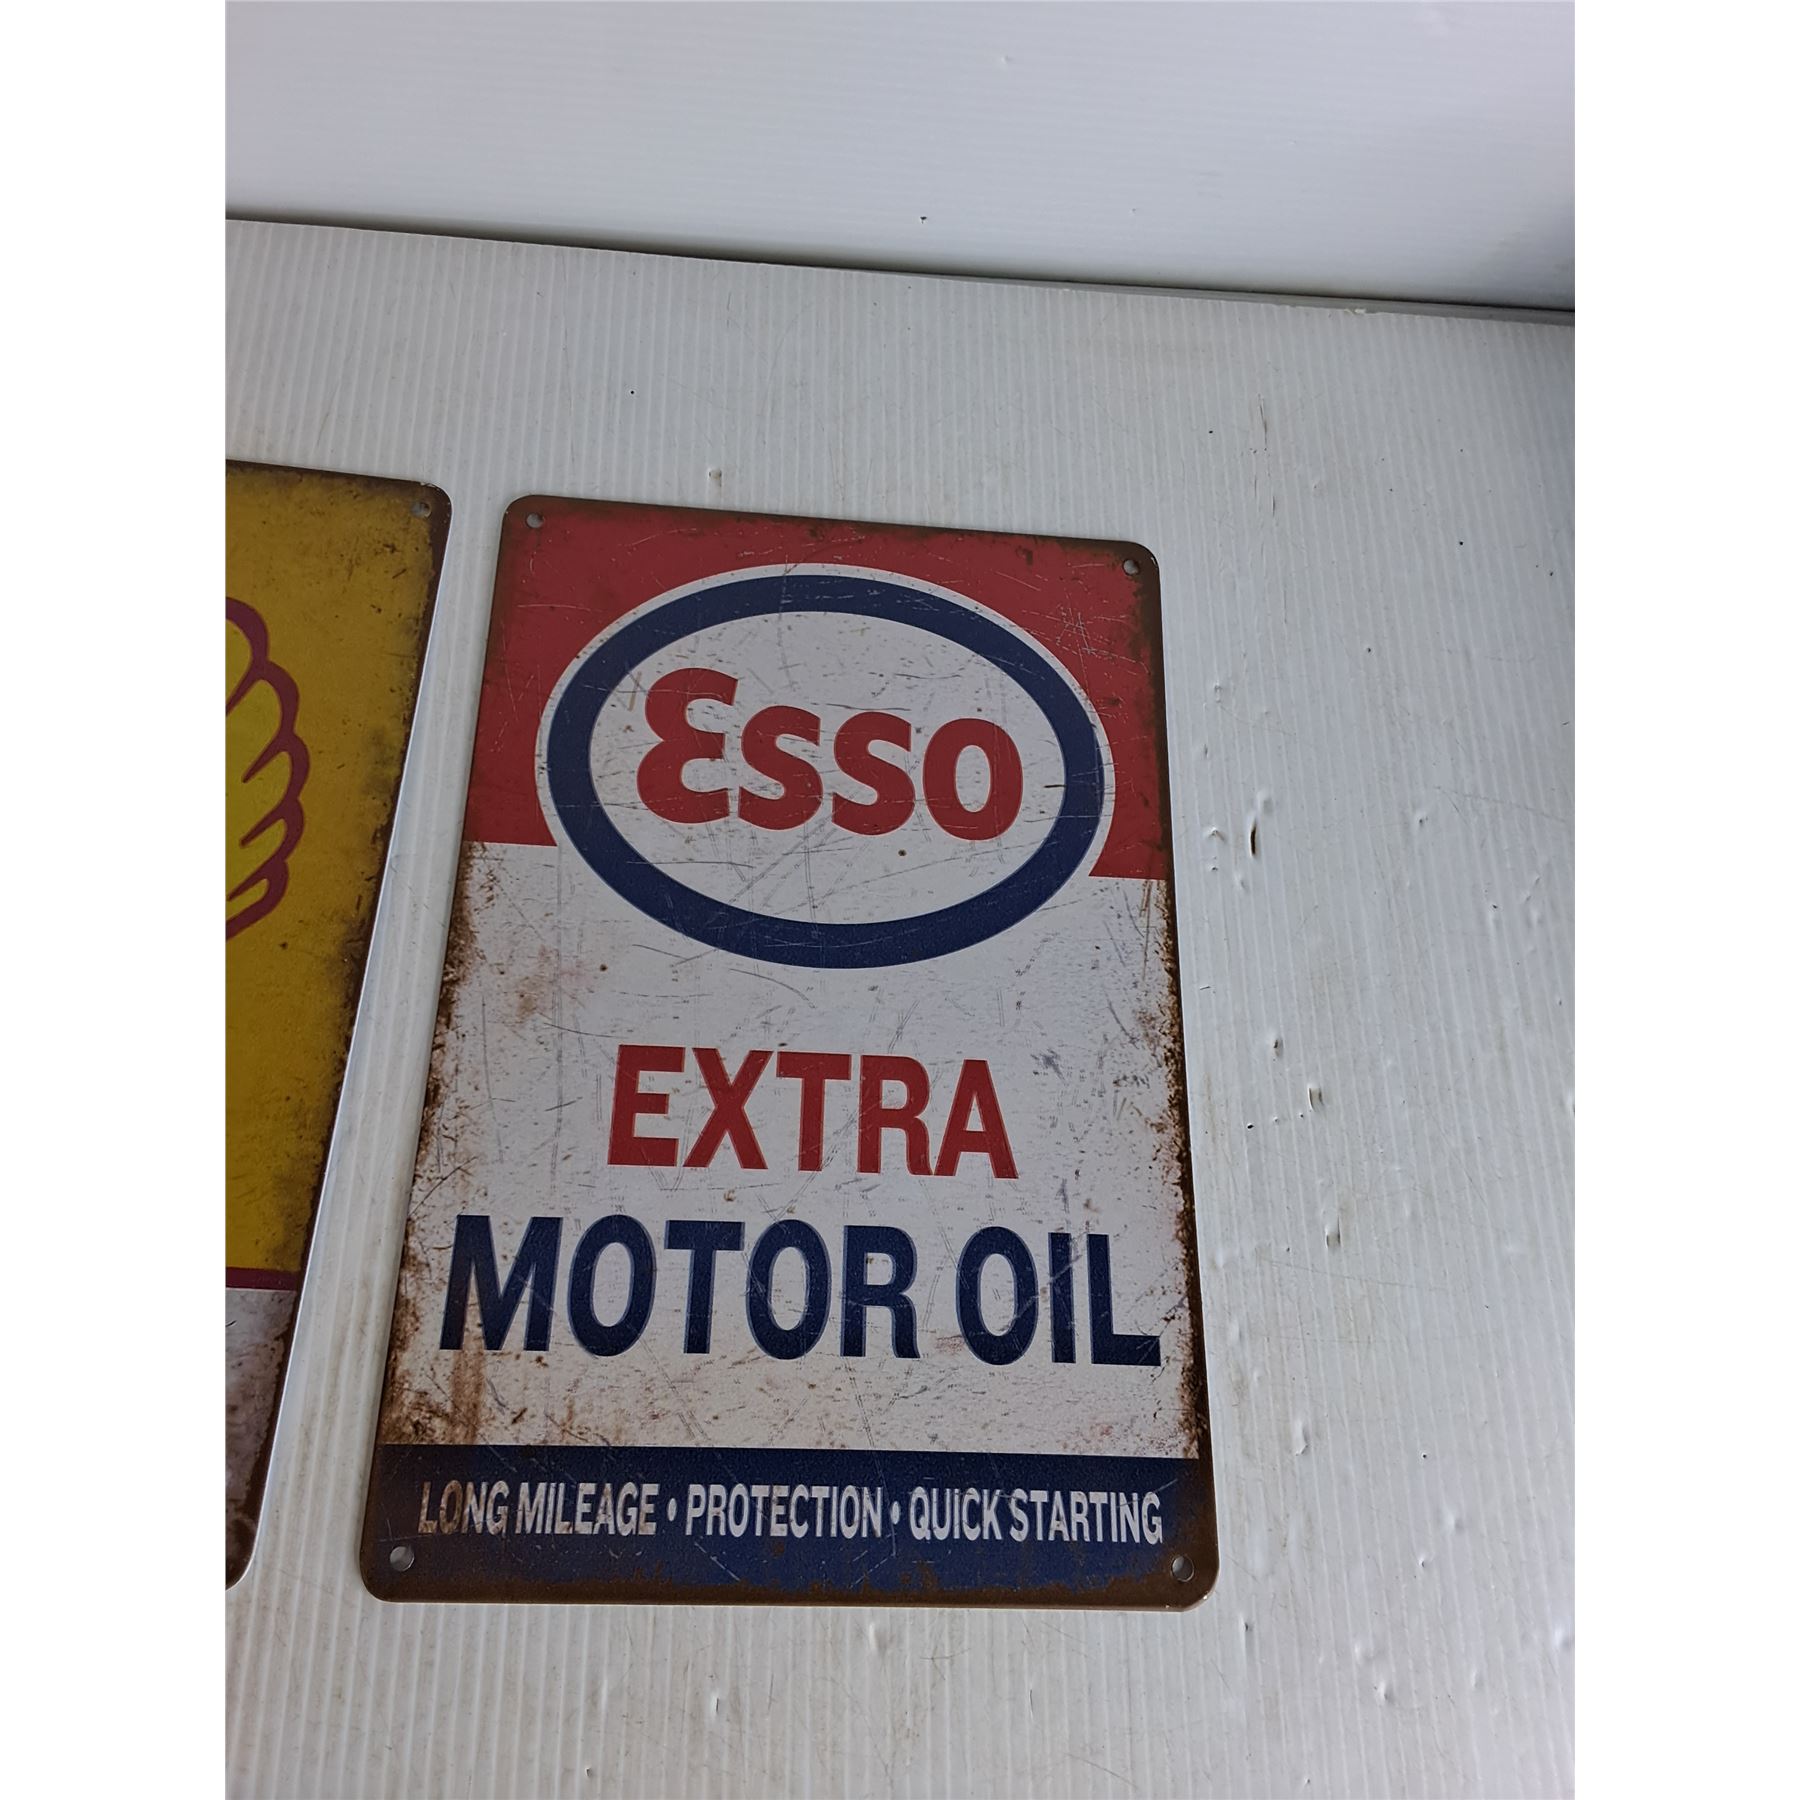 Esso
EXTRA
MOTOR OIL
LONG MILEAGE • PROTECTION • QUICK STARTING